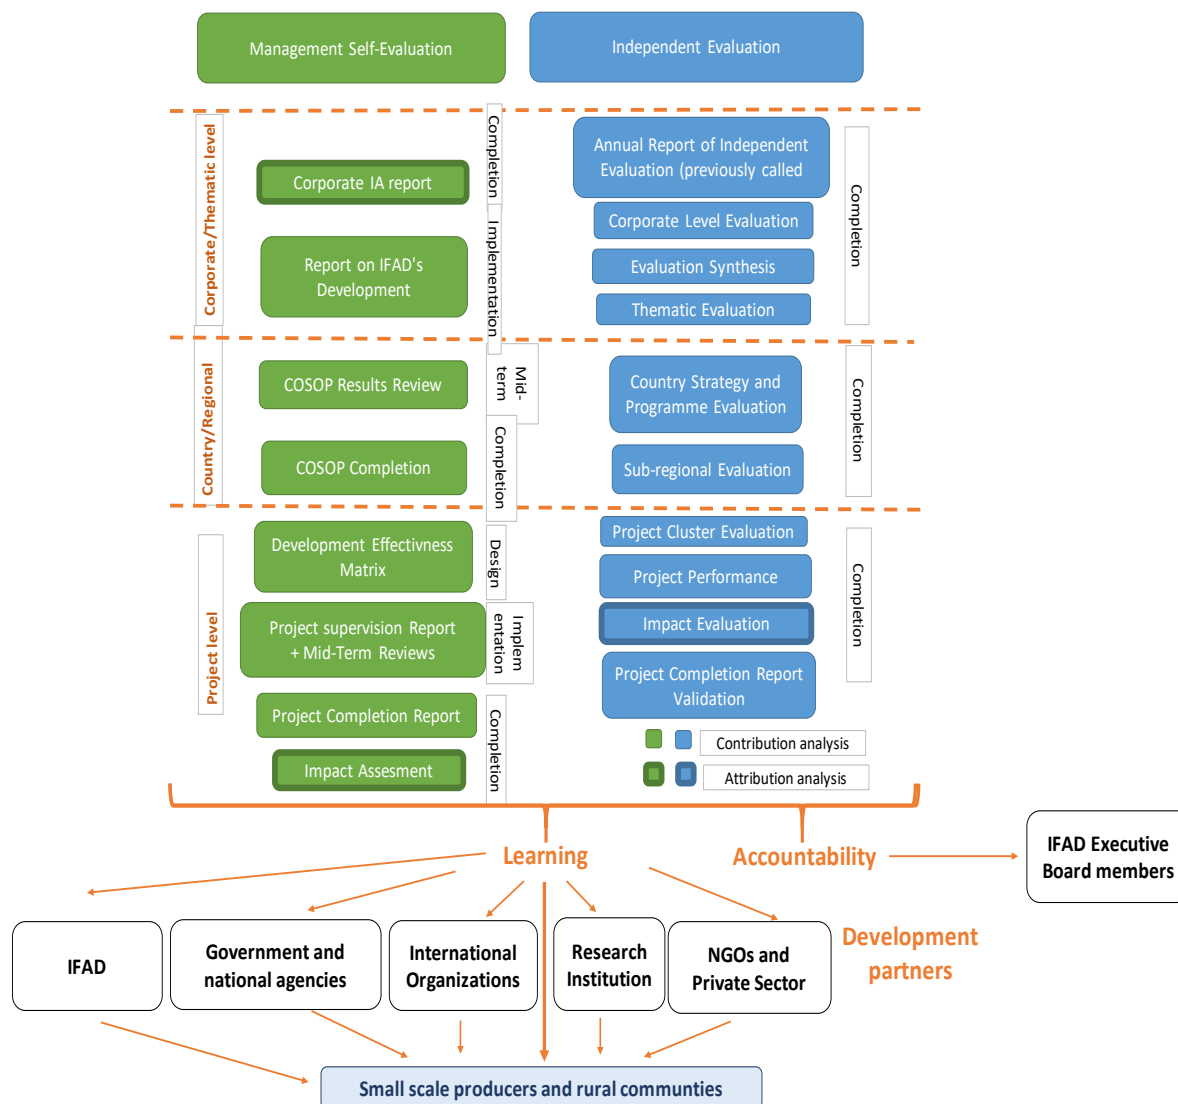 Management Self-Evaluation
Independent Evaluation
Corporate/Thematic level
Completion
Corporate IA report
Implementation
Report on IFAD's
Development
Annual Report of Independent
Evaluation (previously called
Corporate Level Evaluation
Evaluation Synthesis
Thematic Evaluation
Completion
Country/Regional
COSOP Results Review
Mid-
term
COSOP Completion
Completion
Country Strategy and
Programme Evaluation
Sub-regional Evaluation
Completion
Project level
Development Effectivness
Matrix
Design
Project supervision Report
+ Mid-Term Reviews
Implem
entation
Project Completion Report
Impact Assesment
Completion
Project Cluster Evaluation
Project Performance
Impact Evaluation
Project Completion Report
Validation
Completion
Contribution analysis
Attribution analysis
Learning
Accountability
IFAD Executive
Board members
IFAD
Government and
national agencies
International
Organizations
Research
Institution
NGOs and
Private Sector
Development
partners
Small scale producers and rural communties